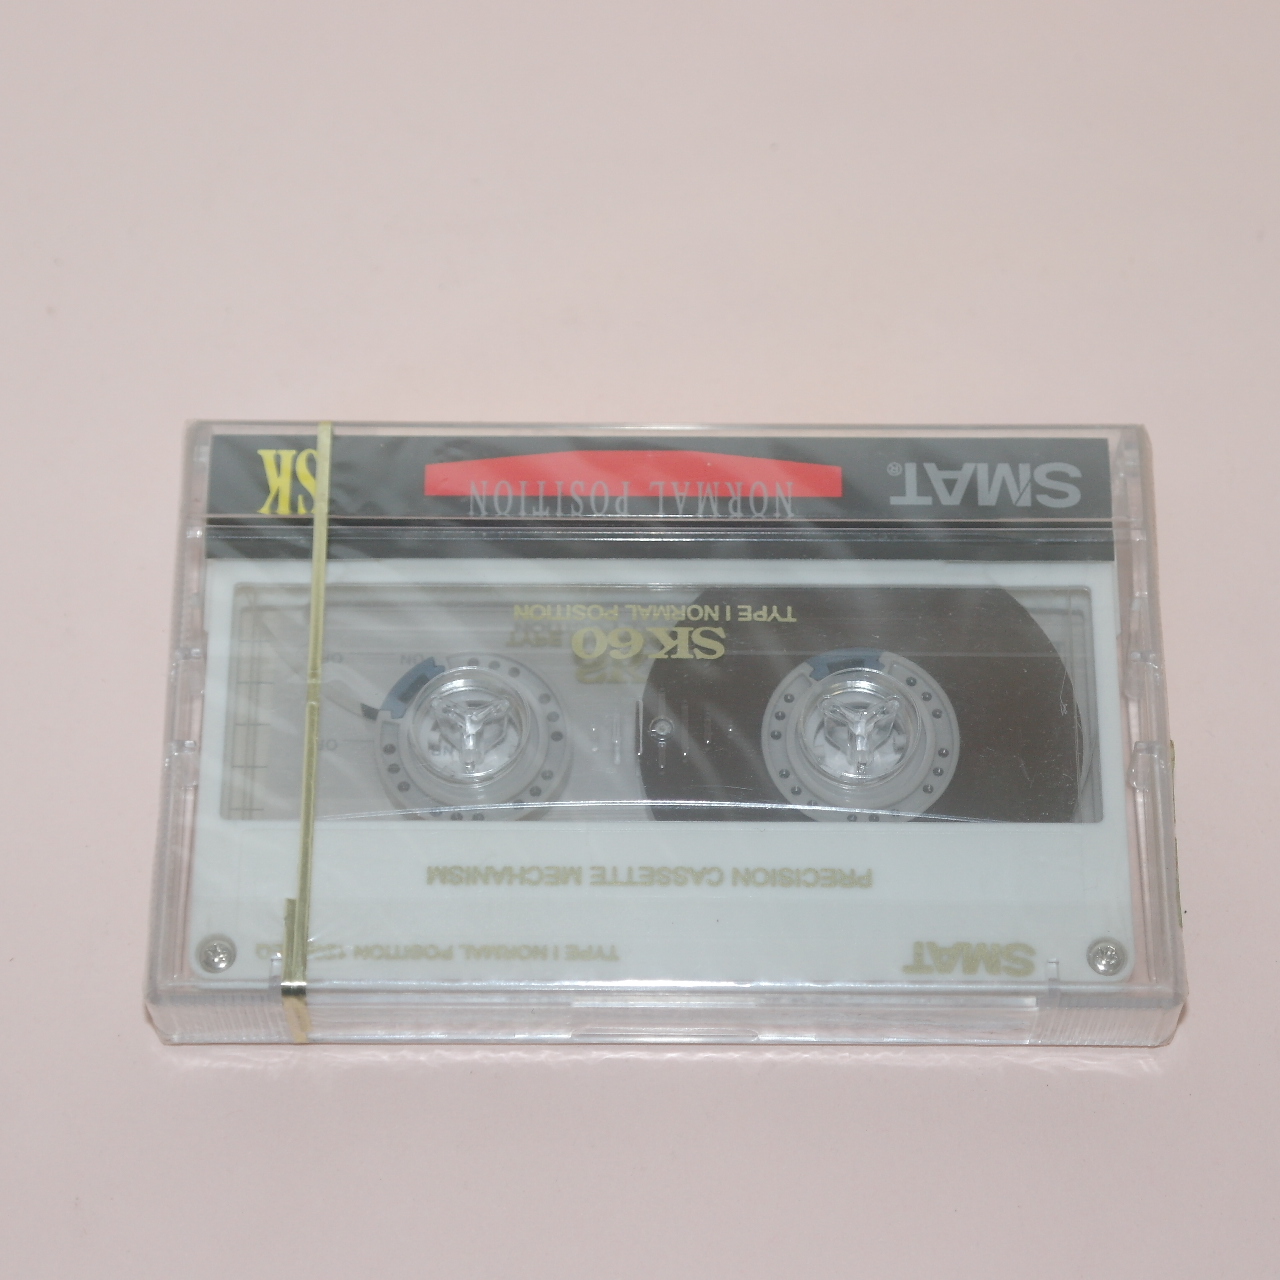 SMAT TYPE I NORMAL POSITION
PRECISION CASSETTE MECHANISM
SK60
TYPE I NORMAL POSITION
SMAT® NORMAL POSITION SK